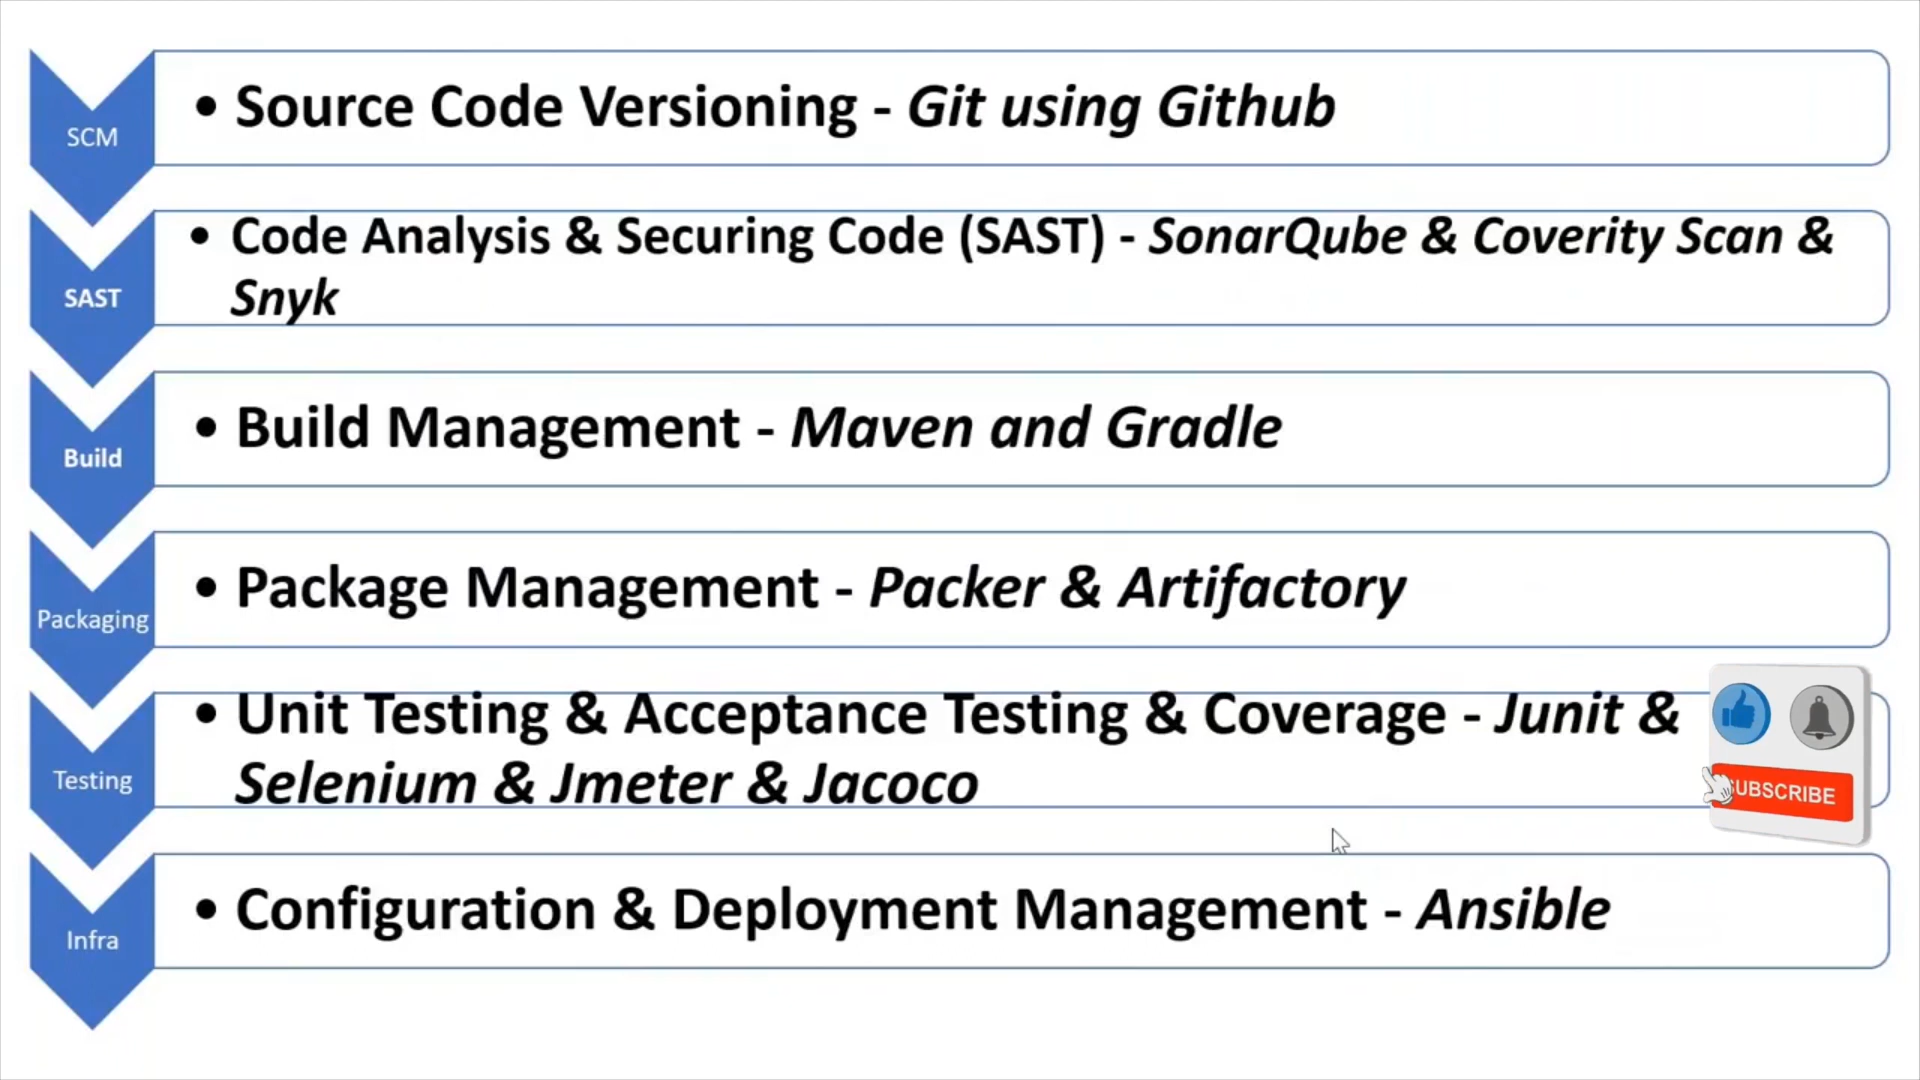 SCM
• Source Code Versioning - Git using Github
SAST
• Code Analysis & Securing Code (SAST) - SonarQube & Coverity Scan &
Snyk
Build
• Build Management - Maven and Gradle
Packaging
• Package Management - Packer & Artifactory
Testing
• Unit Testing & Acceptance Testing & Coverage - Junit &
Selenium & Jmeter & Jacoco
SUBSCRIBE
Infra
• Configuration & Deployment Management - Ansible